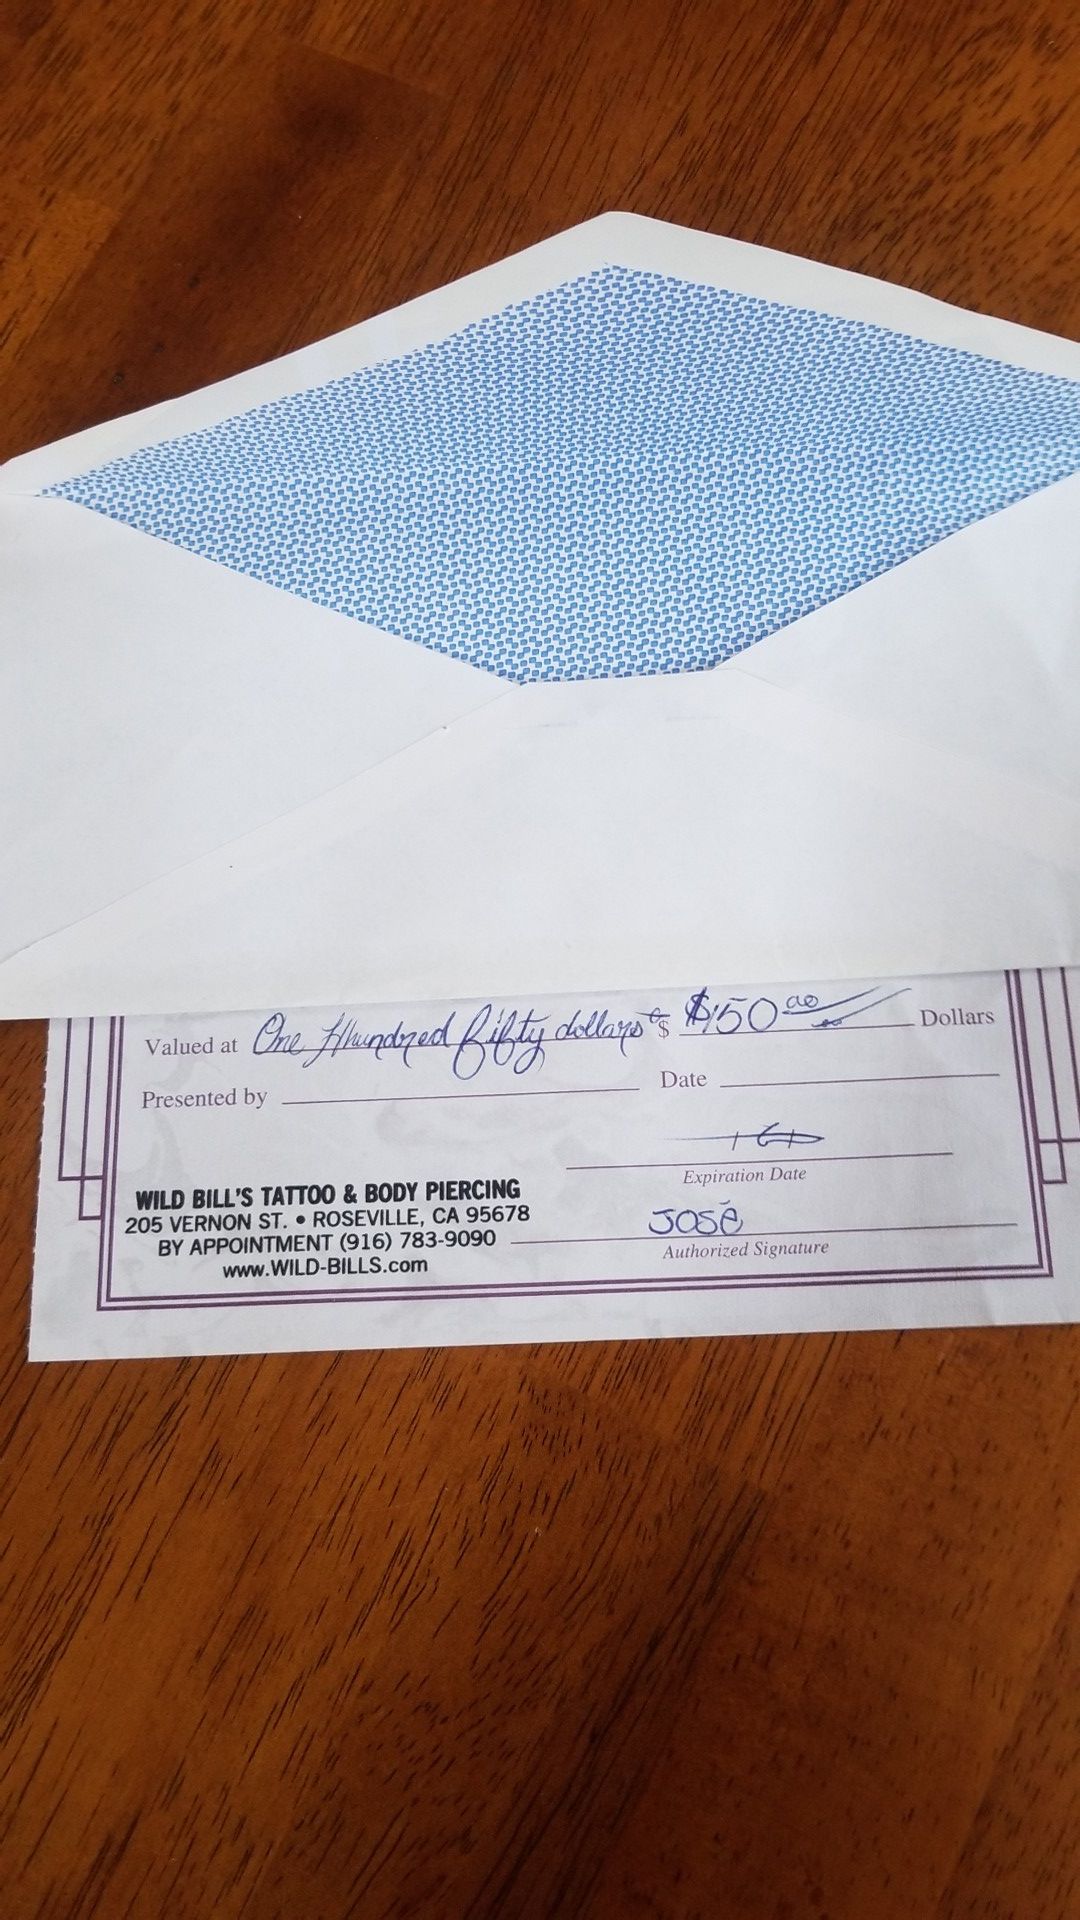 Valued at One Hundred fifty dollars $ $150 00 Dollars
Presented by Date
Expiration Date
WILD BILL'S TATTOO & BODY PIERCING
205 VERNON ST. • ROSEVILLE, CA 95678
BY APPOINTMENT (916) 783-9090
www.WILD-BILLS.com
José
Authorized Signature